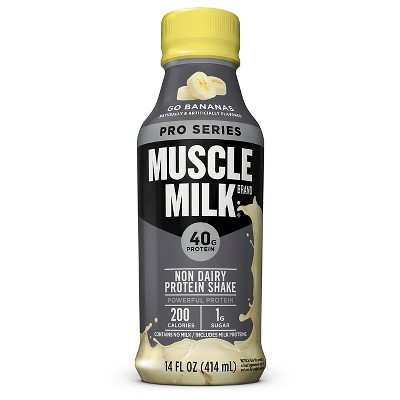 GO BANANAS
NATURALLY & ARTIFICIALLY FLAVORED
PRO SERIES
MUSCLE
MILK BRAND
40G
PROTEIN
NON DAIRY
PROTEIN SHAKE
POWERFUL PROTEIN
200 1G
CALORIES SUGAR
CONTAINS NO MILK / INCLUDES MILK PROTEINS
14 FL OZ (414 mL)